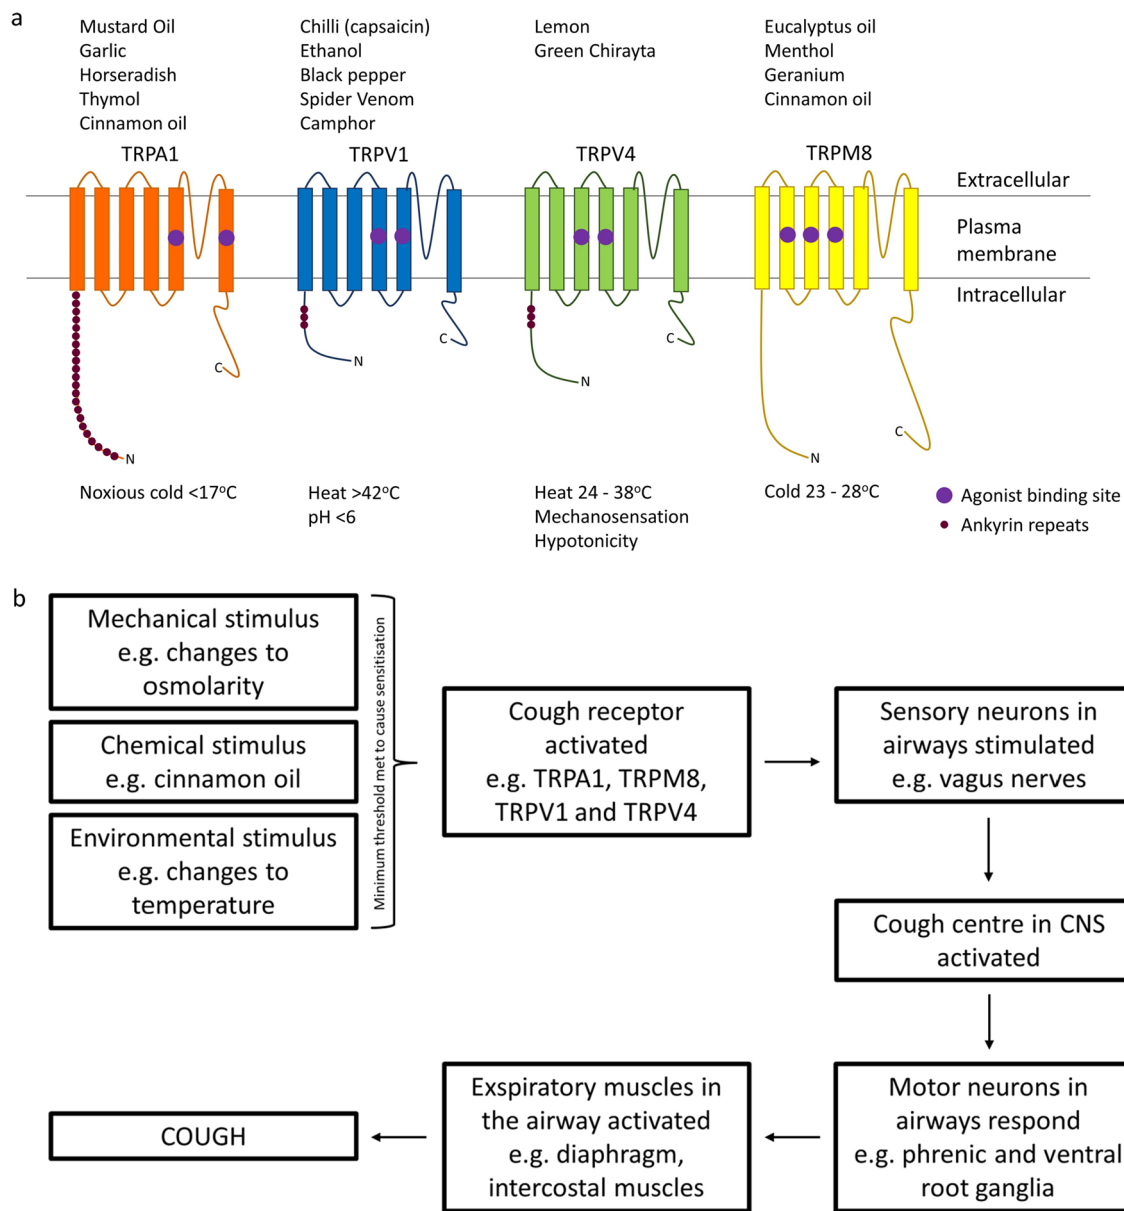 a
Mustard Oil
Garlic
Horseradish
Thymol
Cinnamon oil
TRPA1
Chilli (capsaicin)
Ethanol
Black pepper
Spider Venom
Camphor
TRPV1
Lemon
Green Chirayta
TRPV4
Eucalyptus oil
Menthol
Geranium
Cinnamon oil
TRPM8
Extracellular
Plasma
membrane
Intracellular
C
N
N
C
N
C
N
C
Noxious cold <17°C
Heat >42°C
pH <6
Heat 24 - 38°C
Mechanosensation
Hypotonicity
Cold 23 - 28°C
Agonist binding site
Ankyrin repeats
b
Mechanical stimulus
e.g. changes to
osmolarity
Chemical stimulus
e.g. cinnamon oil
Environmental stimulus
e.g. changes to
temperature
Minimum threshold met to cause sensitisation
Cough receptor
activated
e.g. TRPA1, TRPM8,
TRPV1 and TRPV4
Sensory neurons in
airways stimulated
e.g. vagus nerves
Cough centre in CNS
activated
Motor neurons in
airways respond
e.g. phrenic and ventral
root ganglia
Exspiratory muscles in
the airway activated
e.g. diaphragm,
intercostal muscles
COUGH